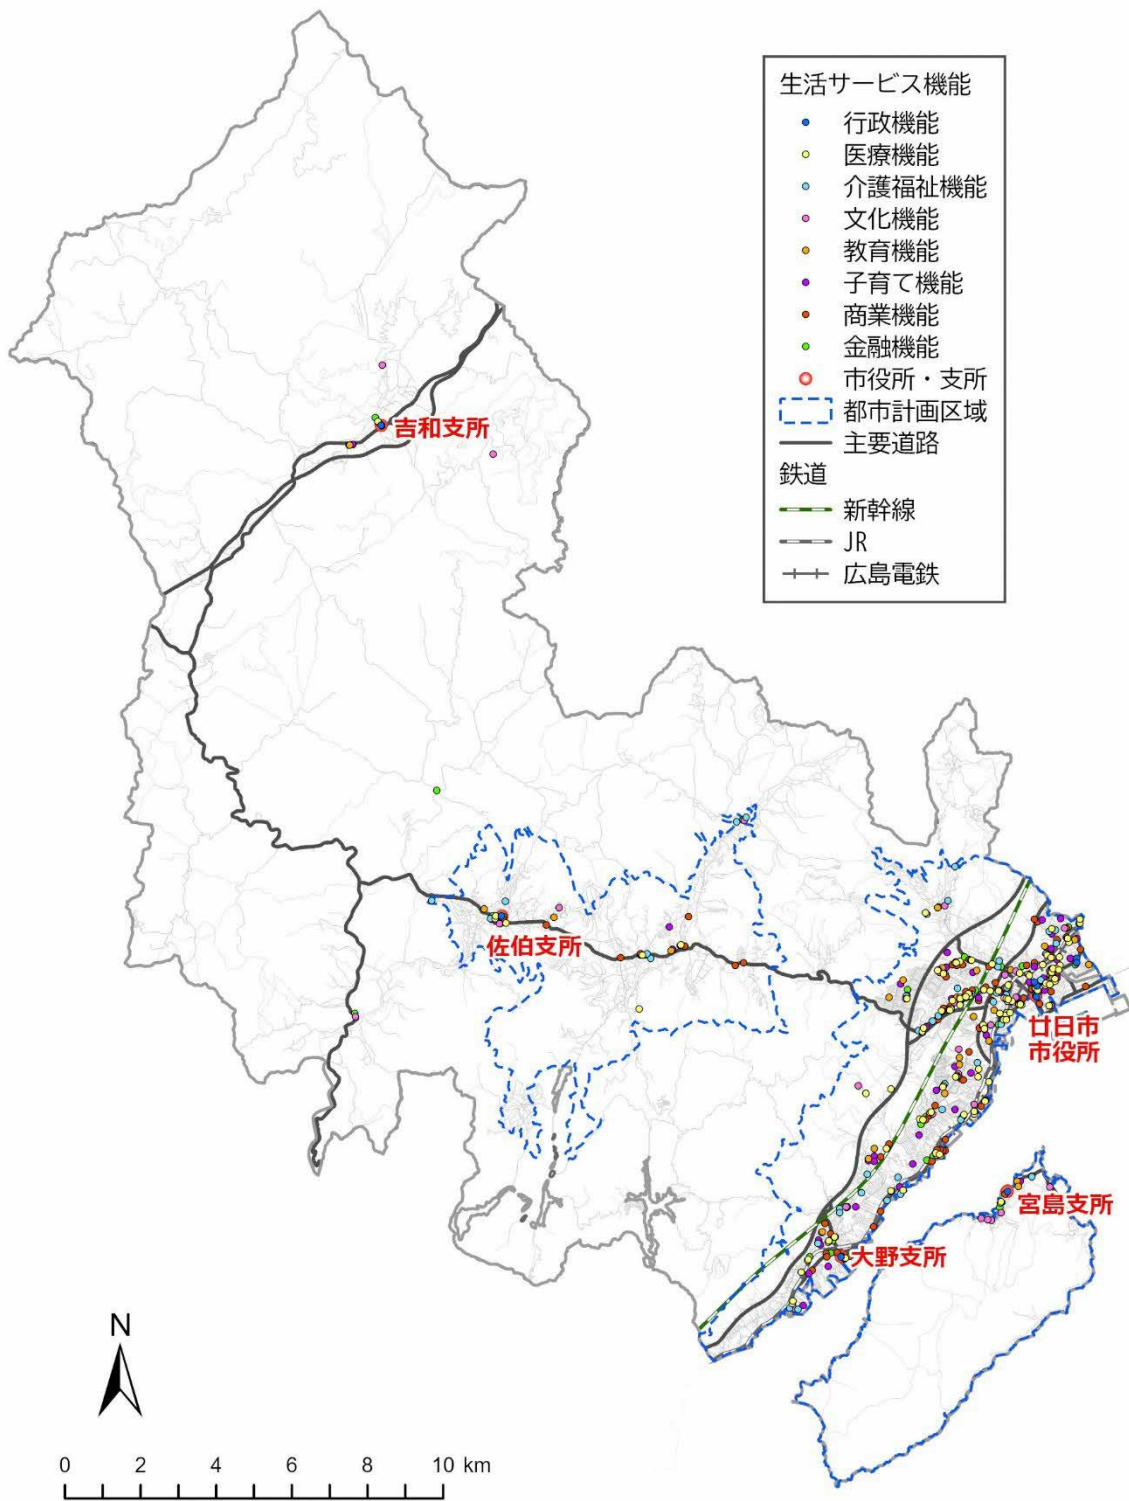 生活サービス機能
行政機能
医療機能
介護福祉機能
文化機能
教育機能
子育て機能
商業機能
金融機能
市役所・支所
都市計画区域
主要道路
鉄道
新幹線
JR
広島電鉄
吉和支所
佐伯支所
廿日市
市役所
宮島支所
大野支所
N
0 2 4 6 8 10 km